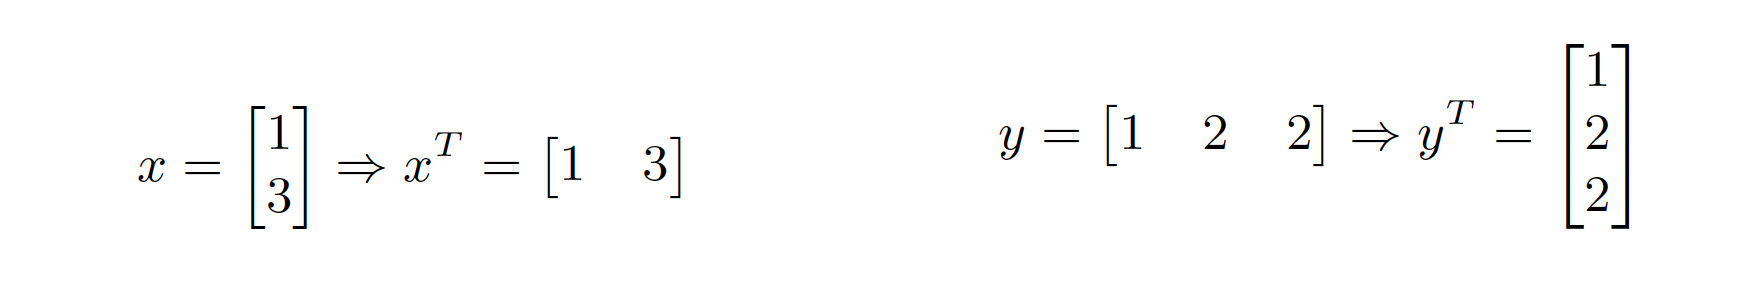 x = [1 3] ⇒ x^T = [1 3]
y = [1 2 2] ⇒ y^T = [1 2 2]